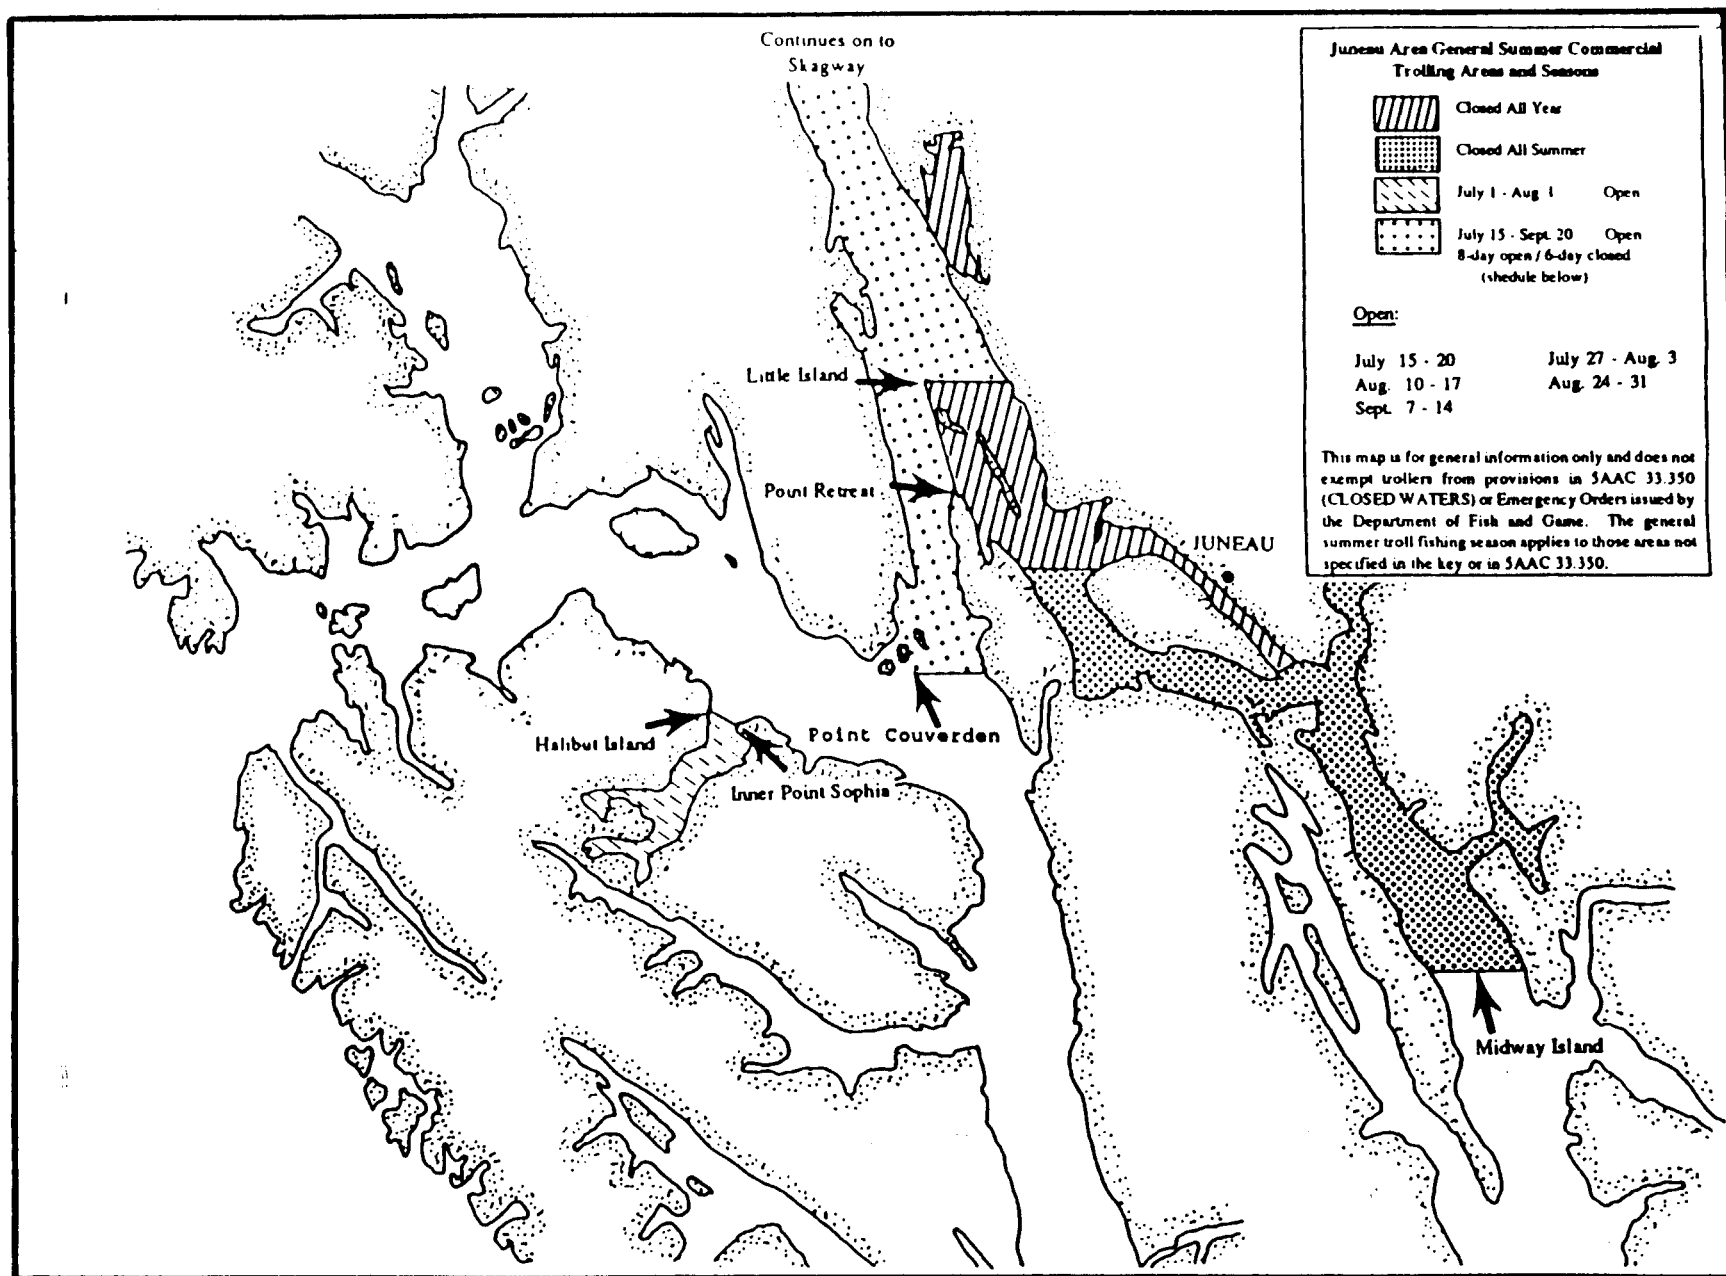 Continues on to
Skagway
Juneau Area General Summer Commercial
Trolling Areas and Seasons
Closed All Year
Closed All Summer
July 1 - Aug 1 Open
July 15 - Sept. 20 Open
8-day open / 6-day closed
(shedule below)
Open:
July 15 - 20 July 27 - Aug. 3
Aug. 10 - 17 Aug. 24 - 31
Sept. 7 - 14
This map is for general information only and does not
exempt trollers from provisions in 5AAC 33.350
(CLOSED WATERS) or Emergency Orders issued by
the Department of Fish and Game. The general
summer troll fishing season applies to those areas not
specified in the key or in 5AAC 33.350.
Little Island
Point Retreat
JUNEAU
Halibut Island
Point Couverden
Inner Point Sophia
Midway Island